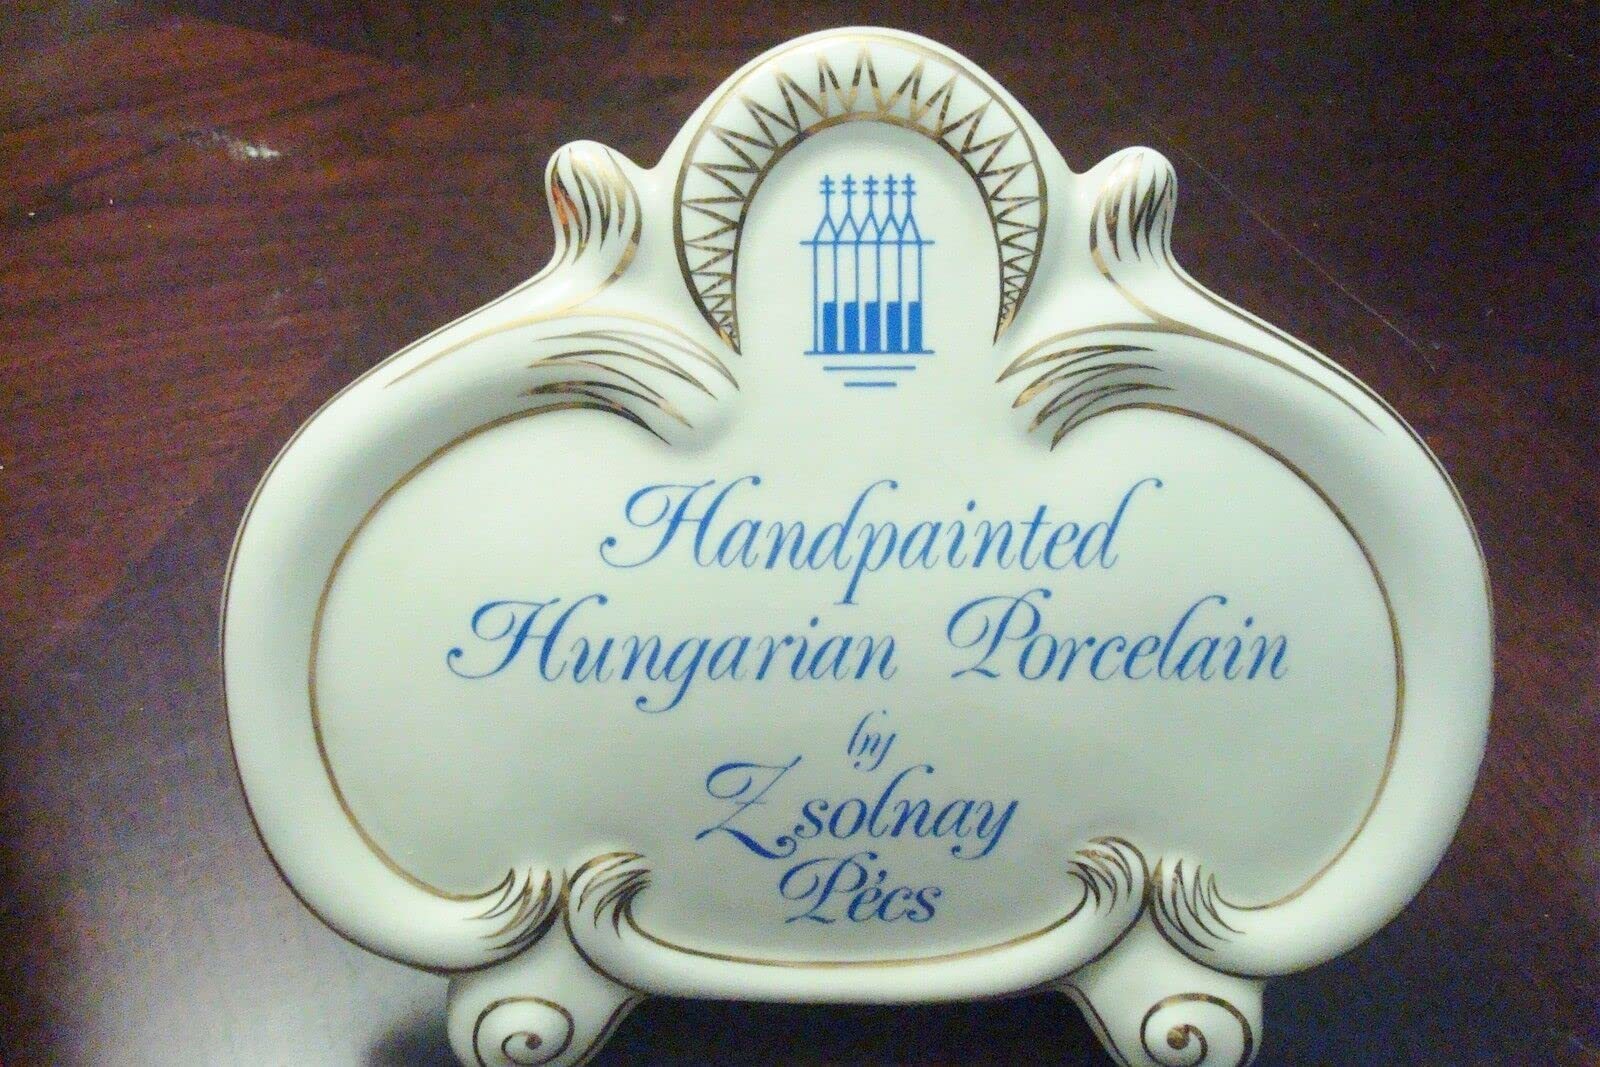 Handpainted
Hungarian Porcelain
by
Zsolnay
Pécs